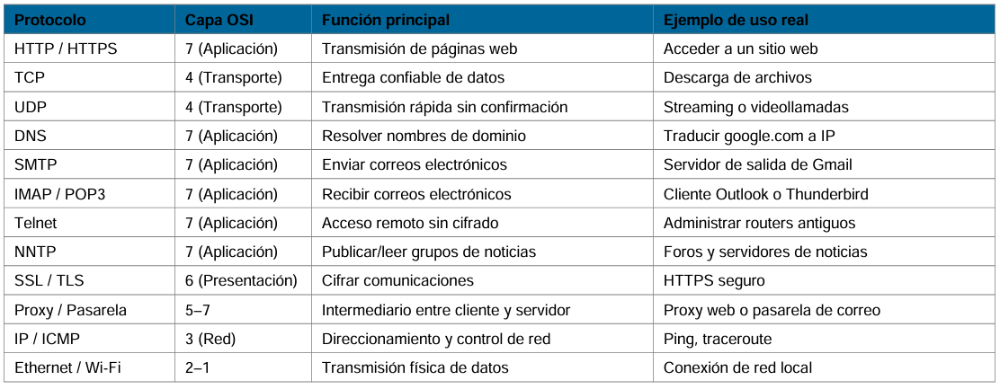 Protocolo Capa OSI Función principal Ejemplo de uso real
HTTP / HTTPS 7 (Aplicación) Transmisión de páginas web Acceder a un sitio web
TCP 4 (Transporte) Entrega confiable de datos Descarga de archivos
UDP 4 (Transporte) Transmisión rápida sin confirmación Streaming o videollamadas
DNS 7 (Aplicación) Resolver nombres de dominio Traducir google.com a IP
SMTP 7 (Aplicación) Enviar correos electrónicos Servidor de salida de Gmail
IMAP / POP3 7 (Aplicación) Recibir correos electrónicos Cliente Outlook o Thunderbird
Telnet 7 (Aplicación) Acceso remoto sin cifrado Administrar routers antiguos
NNTP 7 (Aplicación) Publicar/leer grupos de noticias Foros y servidores de noticias
SSL / TLS 6 (Presentación) Cifrar comunicaciones HTTPS seguro
Proxy / Pasarela 5–7 Intermediario entre cliente y servidor Proxy web o pasarela de correo
IP / ICMP 3 (Red) Direccionamiento y control de red Ping, traceroute
Ethernet / Wi-Fi 2–1 Transmisión física de datos Conexión de red local